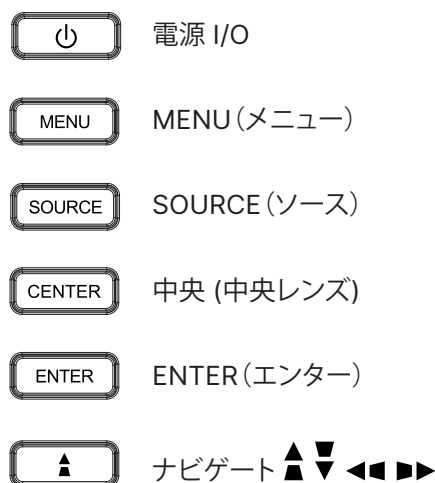 電源 I/O
MENU MENU（メニュー）
SOURCE SOURCE（ソース）
CENTER 中央 (中央レンズ)
ENTER ENTER（エンター）
ナビゲート